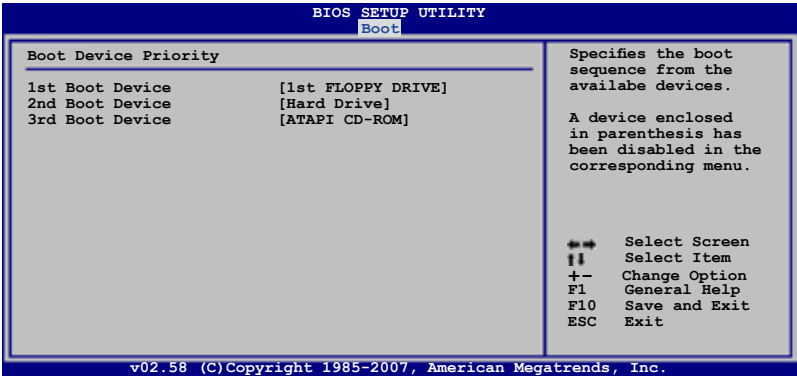 BIOS SETUP UTILITY
Boot
Boot Device Priority
1st Boot Device [1st FLOPPY DRIVE]
2nd Boot Device [Hard Drive]
3rd Boot Device [ATAPI CD-ROM]
Specifies the boot
sequence from the
availabe devices.
A device enclosed
in parenthesis has
been disabled in the
corresponding menu.
←→ Select Screen
↑↓ Select Item
+- Change Option
F1 General Help
F10 Save and Exit
ESC Exit
v02.58 (C)Copyright 1985-2007, American Megatrends, Inc.